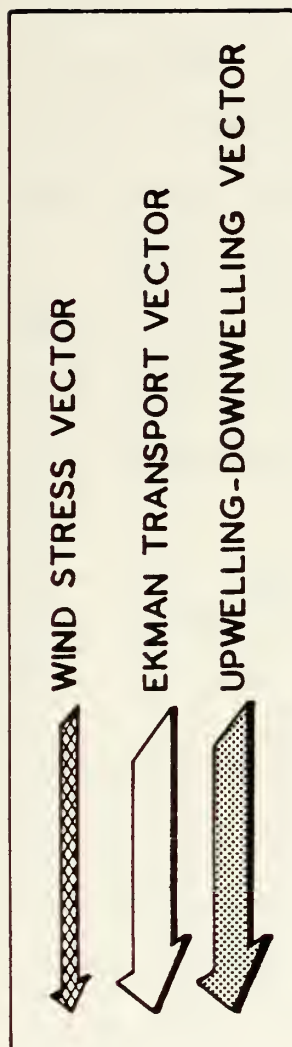 WIND STRESS VECTOR
EKMAN TRANSPORT VECTOR
UPWELLING-DOWNWELLING VECTOR